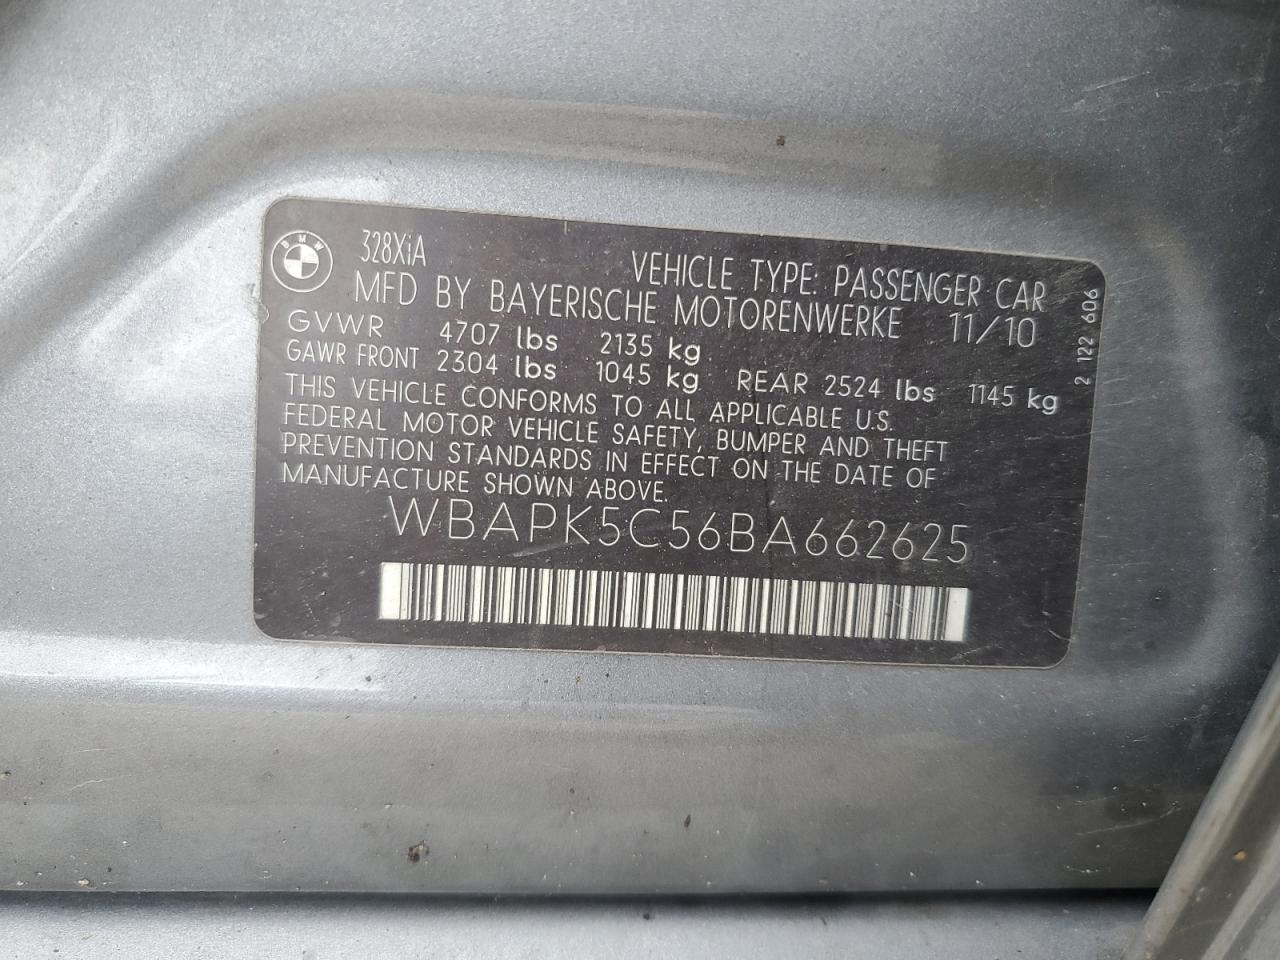 BMW
328XiA
VEHICLE TYPE: PASSENGER CAR
MFD BY BAYERISCHE MOTORENWERKE 11/10
GVWR 4707 lbs 2135 kg
GAWR FRONT 2304 lbs 1045 kg REAR 2524 lbs 1145 kg
THIS VEHICLE CONFORMS TO ALL APPLICABLE U.S.
FEDERAL MOTOR VEHICLE SAFETY, BUMPER AND THEFT
PREVENTION STANDARDS IN EFFECT ON THE DATE OF
MANUFACTURE SHOWN ABOVE.
WBAPK5C56BA662625
2 122 606